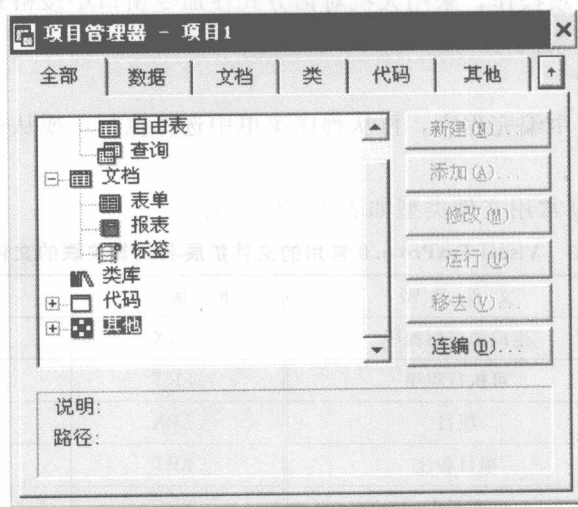 项目管理器 - 项目1
全部 数据 文档 类 代码 其他
自由表
查询
文档
表单
报表
标签
类库
代码
其他
新建(N)...
添加(A)...
修改(M)
运行(U)
移去(V)...
连编(D)...
说明:
路径: